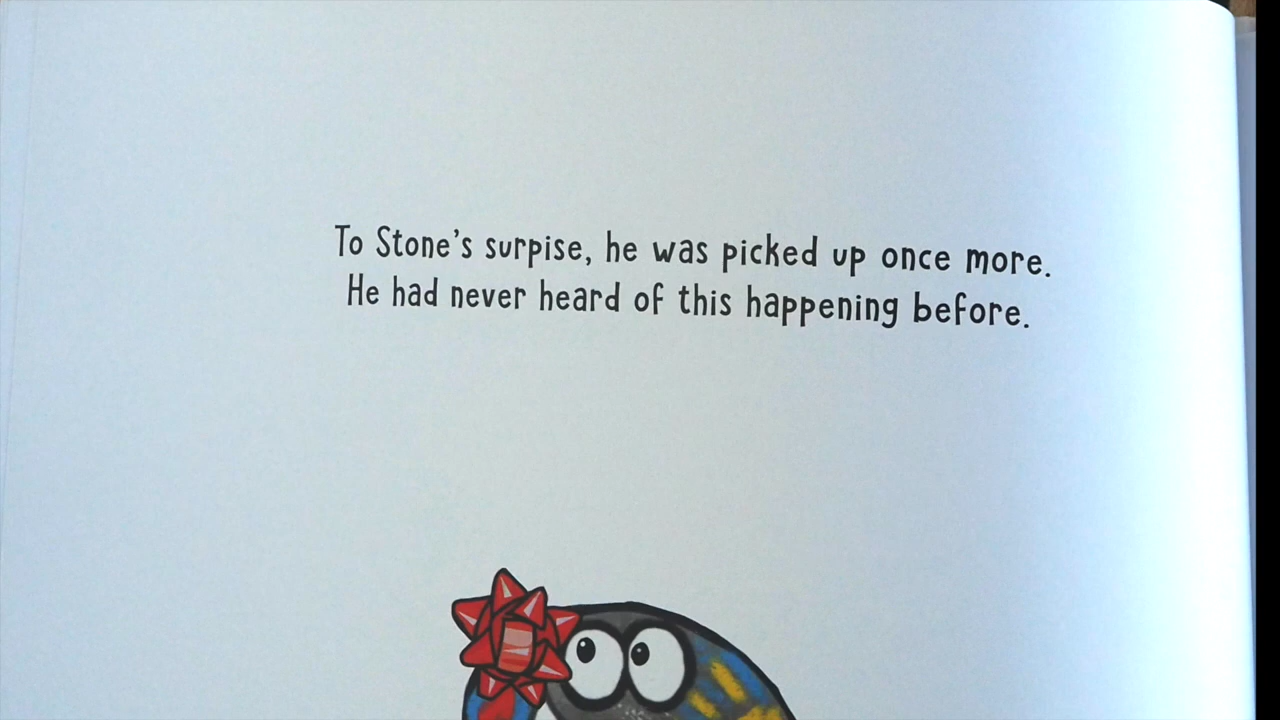 To Stone's surpise, he was picked up once more.
He had never heard of this happening before.